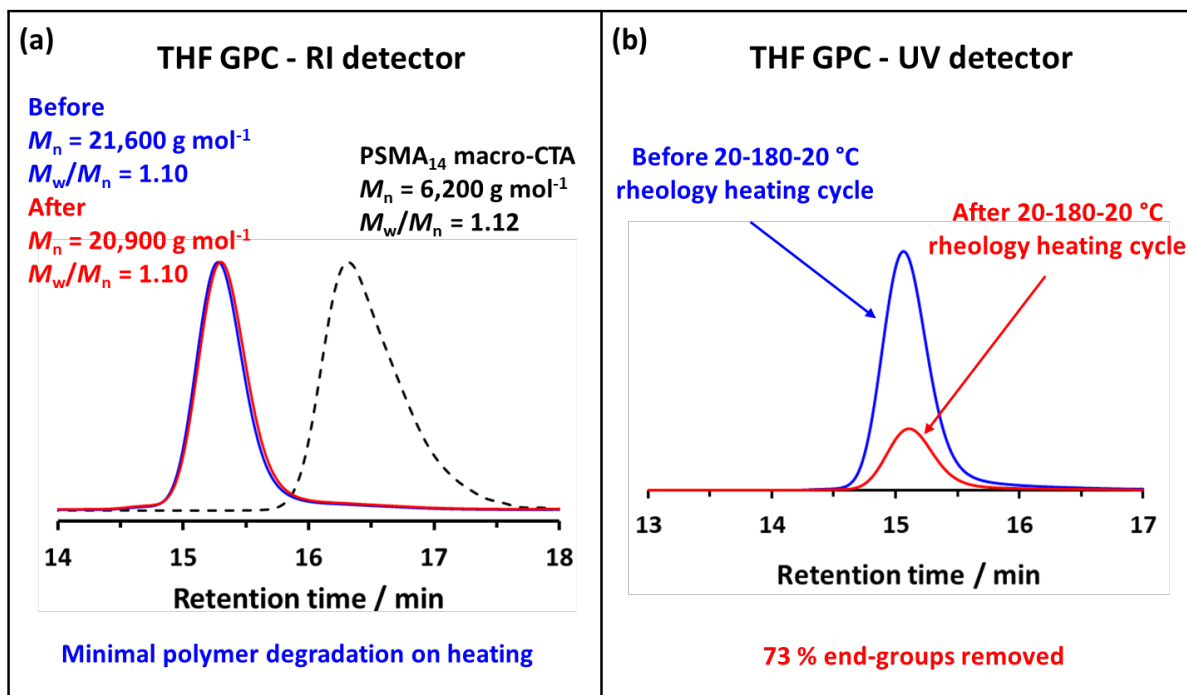 (a)
THF GPC - RI detector
Before
Mn = 21,600 g mol-1
Mw/Mn = 1.10
After
Mn = 20,900 g mol-1
Mw/Mn = 1.10
PSMA14 macro-CTA
Mn = 6,200 g mol-1
Mw/Mn = 1.12
14 15 16 17 18
Retention time / min
Minimal polymer degradation on heating
(b)
THF GPC - UV detector
Before 20-180-20 °C
rheology heating cycle
After 20-180-20 °C
rheology heating cycle
13 14 15 16 17
Retention time / min
73 % end-groups removed